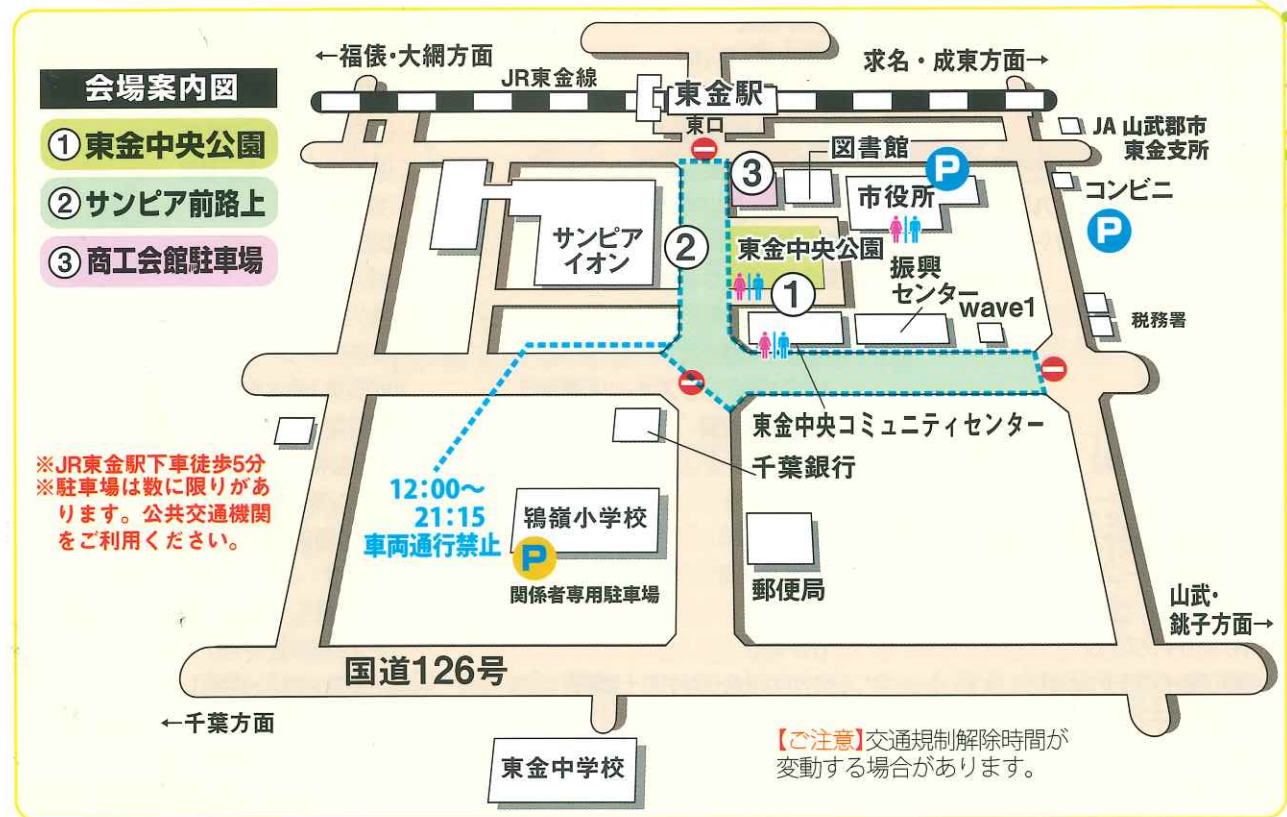 ←福俵・大網方面
求名・成東方面→
会場案内図
JR東金線
東金駅
東口
①東金中央公園
②サンピア前路上
③商工会館駐車場
JA 山武郡市
東金支所
③
図書館
P
コンビニ
P
市役所
サンピア
イオン
②
東金中央公園
①
振興
センター
wave1
税務署
東金中央コミュニティセンター
千葉銀行
※JR東金駅下車徒歩5分
※駐車場は数に限りがあ
ります。公共交通機関
をご利用ください。
12:00〜
21:15
車両通行禁止
鴇嶺小学校
P
関係者専用駐車場
郵便局
山武・
銚子方面→
国道126号
←千葉方面
東金中学校
【ご注意】交通規制解除時間が
変動する場合があります。